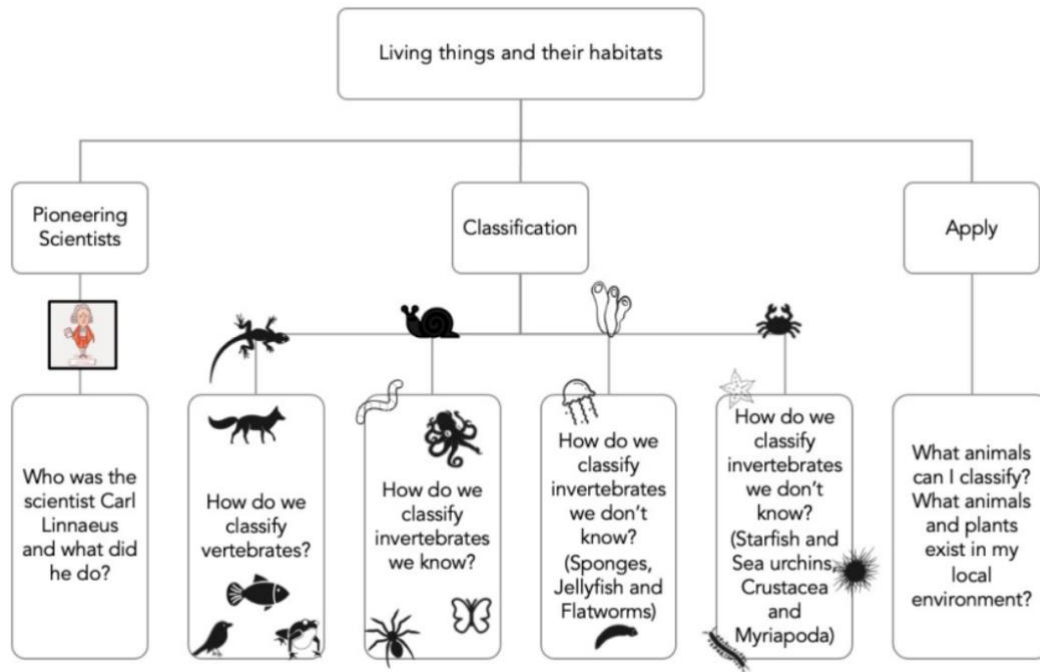 Living things and their habitats
Pioneering
Scientists
Classification
Apply
Who was the
scientist Carl
Linnaeus
and what did
he do?
How do we
classify
vertebrates?
How do we
classify
invertebrates
we know?
How do we
classify
invertebrates
we don't
know?
(Sponges,
Jellyfish and
Flatworms)
How do we
classify
invertebrates
we don't
know?
(Starfish and
Sea urchins,
Crustacea
and
Myriapoda)
What animals
can I classify?
What animals
and plants
exist in my
local
environment?